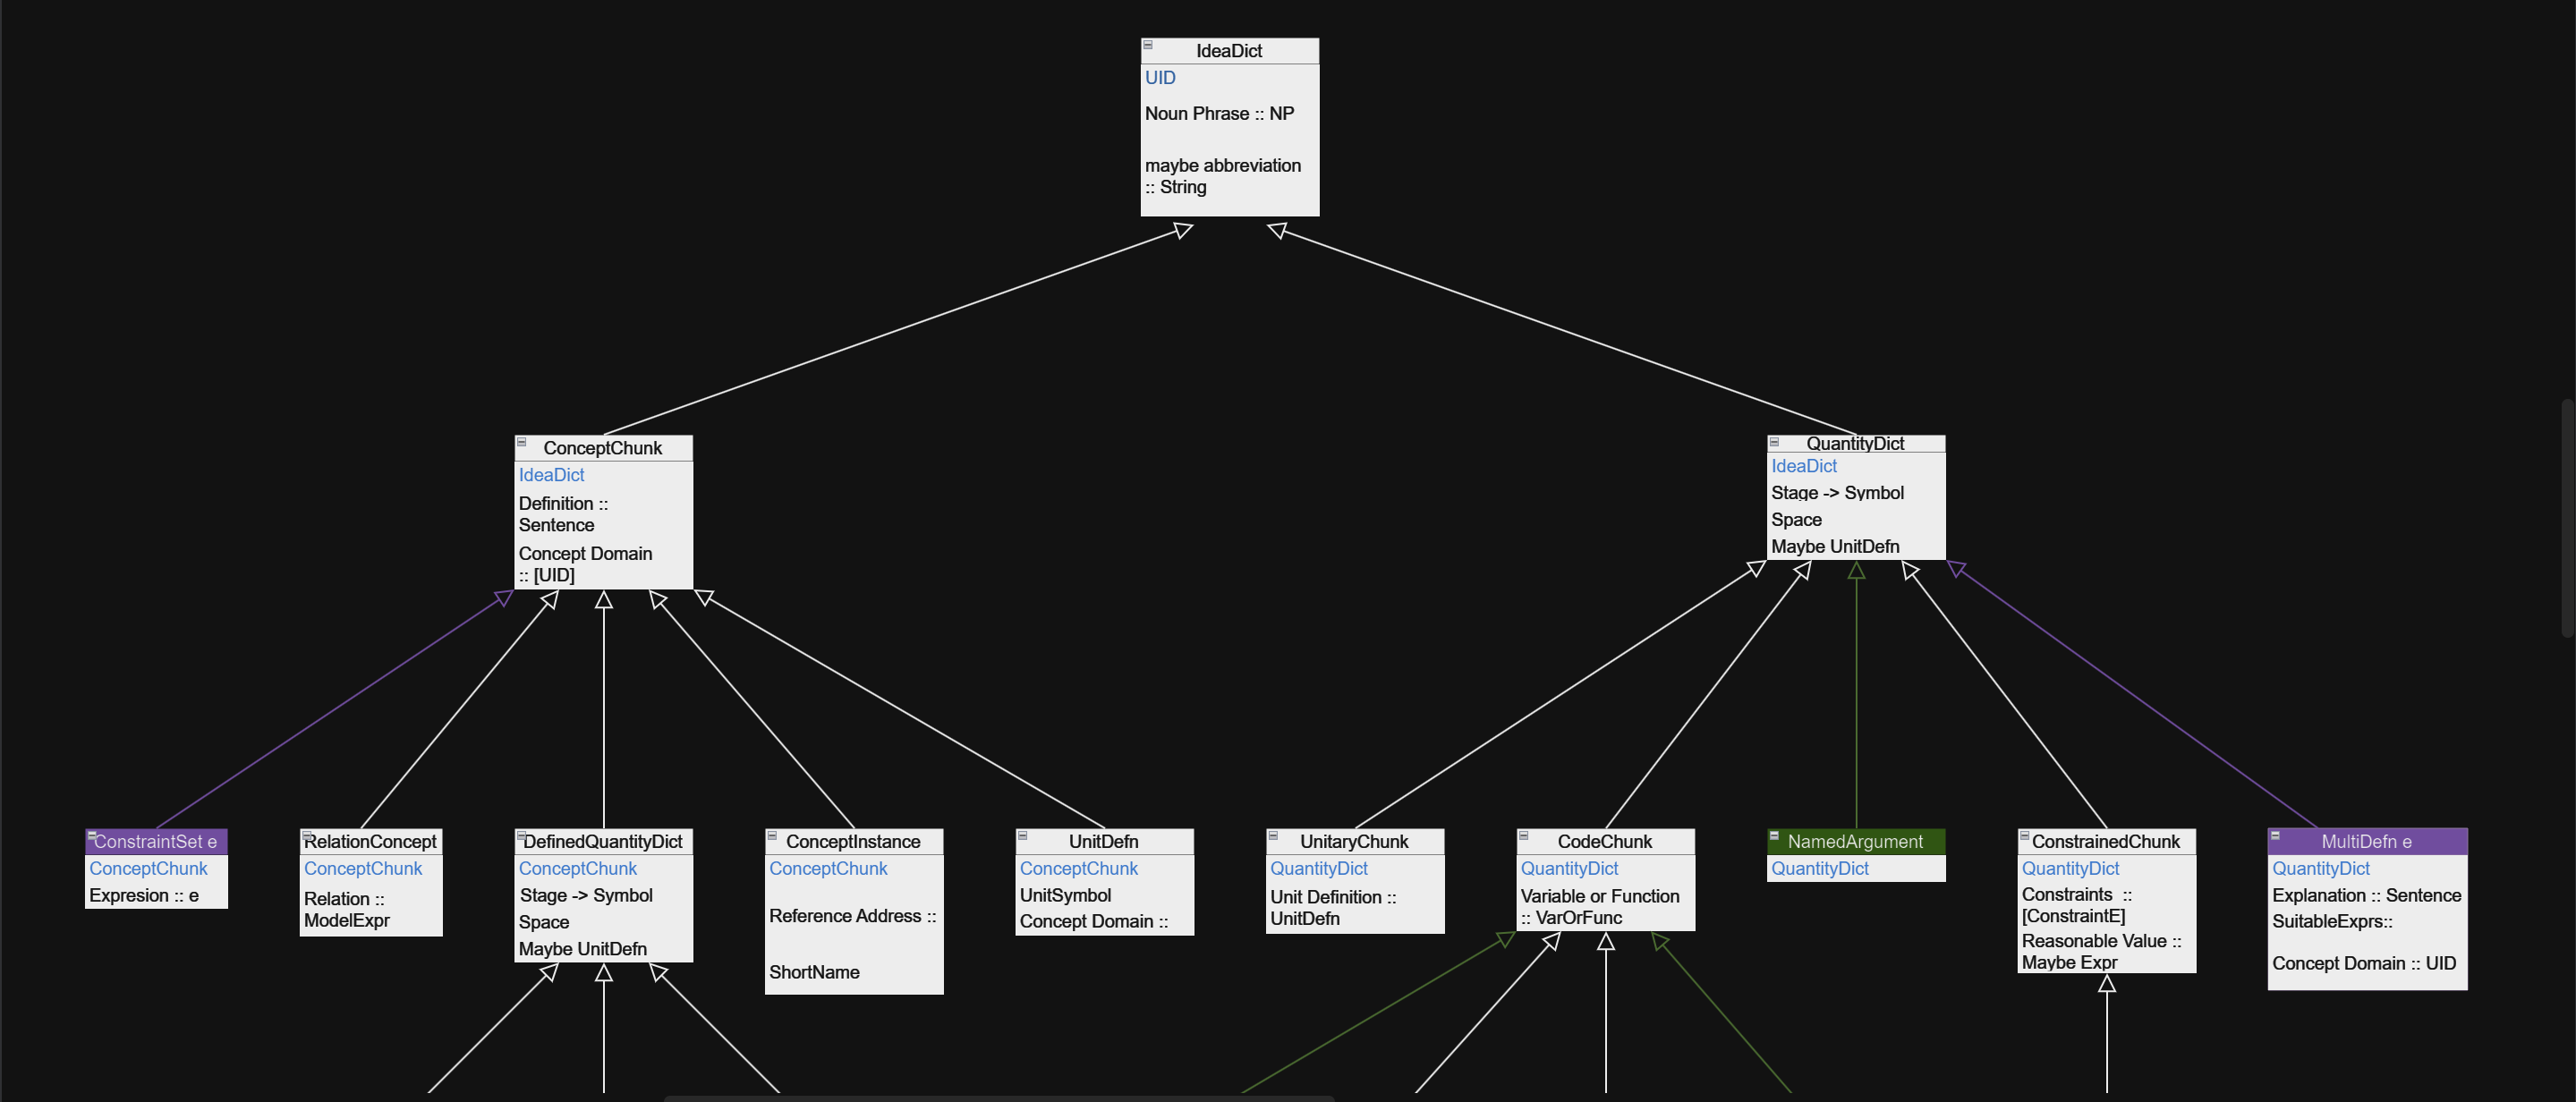 IdeaDict
UID
Noun Phrase :: NP
maybe abbreviation
:: String
ConceptChunk
IdeaDict
Definition ::
Sentence
Concept Domain
:: [UID]
QuantityDict
IdeaDict
Stage -> Symbol
Space
Maybe UnitDefn
ConstraintSet e
ConceptChunk
Expresion :: e
RelationConcept
ConceptChunk
Relation ::
ModelExpr
DefinedQuantityDict
ConceptChunk
Stage -> Symbol
Space
Maybe UnitDefn
ConceptInstance
ConceptChunk
Reference Address ::
ShortName
UnitDefn
ConceptChunk
UnitSymbol
Concept Domain ::
UnitaryChunk
QuantityDict
Unit Definition ::
UnitDefn
CodeChunk
QuantityDict
Variable or Function
:: VarOrFunc
NamedArgument
QuantityDict
ConstrainedChunk
QuantityDict
Constraints ::
[ConstraintE]
Reasonable Value ::
Maybe Expr
MultiDefn e
QuantityDict
Explanation :: Sentence
SuitableExprs::
Concept Domain :: UID